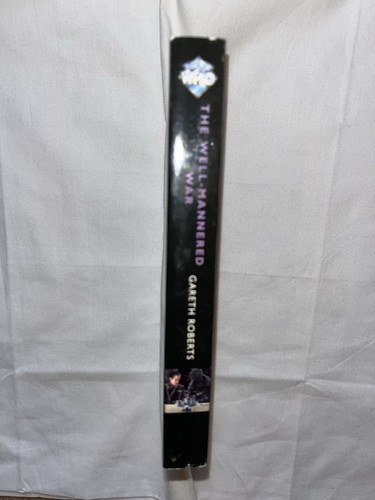 WHO
THE WELL-MANNERED
WAR
GARETH ROBERTS